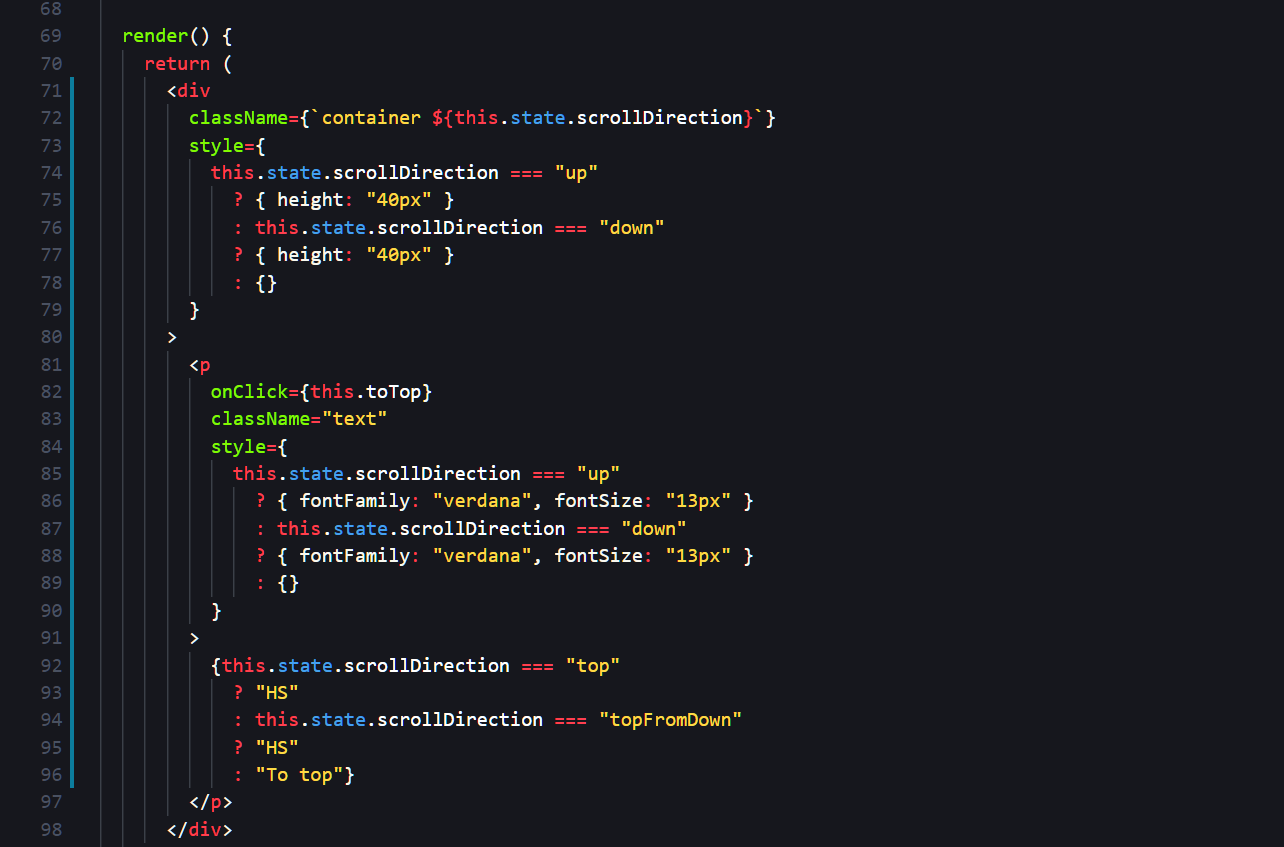 68
69 render() {
70 return (
71 <div
72 className={`container ${this.state.scrollDirection}`}
73 style={
74 this.state.scrollDirection === "up"
75 ? { height: "40px" }
76 : this.state.scrollDirection === "down"
77 ? { height: "40px" }
78 : {}
79 }
80 >
81 <p
82 onClick={this.toTop}
83 className="text"
84 style={
85 this.state.scrollDirection === "up"
86 ? { fontFamily: "verdana", fontSize: "13px" }
87 : this.state.scrollDirection === "down"
88 ? { fontFamily: "verdana", fontSize: "13px" }
89 : {}
90 }
91 >
92 {this.state.scrollDirection === "top"
93 ? "HS"
94 : this.state.scrollDirection === "topFromDown"
95 ? "HS"
96 : "To top"}
97 </p>
98 </div>